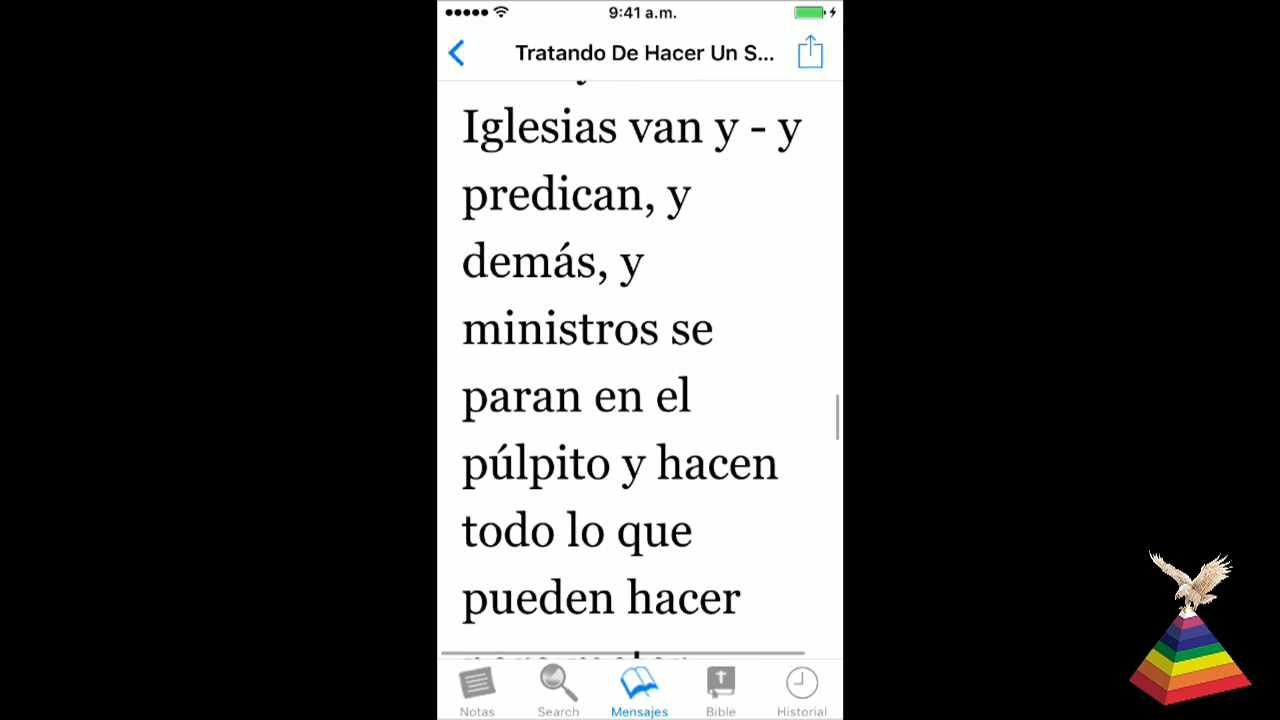 9:41 a.m.
Tratando De Hacer Un S...
Iglesias van y - y
predican, y
demás, y
ministros se
paran en el
púlpito y hacen
todo lo que
pueden hacer
Notas
Search
Mensajes
Bible
Historial